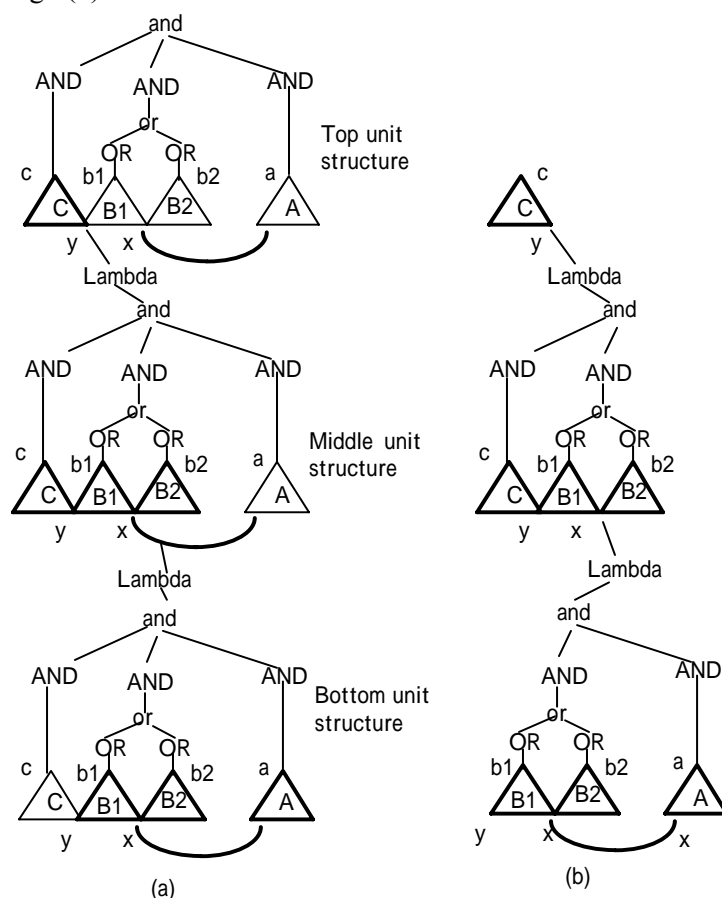 and
AND AND AND
or
OR OR
Top unit
structure
c b1 b2 a
C B1 B2 A
y x
Lambda
and
AND AND AND
or
OR OR
Middle unit
structure
c b1 b2 a
C B1 B2 A
y x
Lambda
and
AND AND AND
or
OR OR
Bottom unit
structure
c b1 b2 a
C B1 B2 A
y x
(a)
c
C
y
Lambda
and
AND AND
or
OR OR
c b1 b2
C B1 B2
y x
Lambda
and
AND AND
or
OR OR
b1 b2 a
B1 B2 A
y x x
(b)